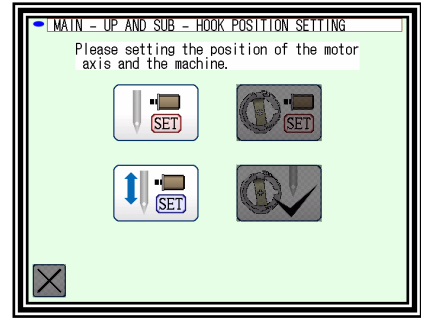 MAIN - UP AND SUB - HOOK POSITION SETTING
Please setting the position of the motor
axis and the machine.
SET
SET
SET